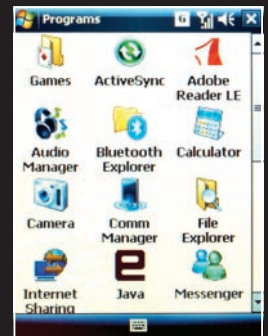 Programs
G
Games
ActiveSync
Adobe
Reader LE
Audio
Manager
Bluetooth
Explorer
Calculator
Camera
Comm
Manager
File
Explorer
Internet
Sharing
Java
Messenger